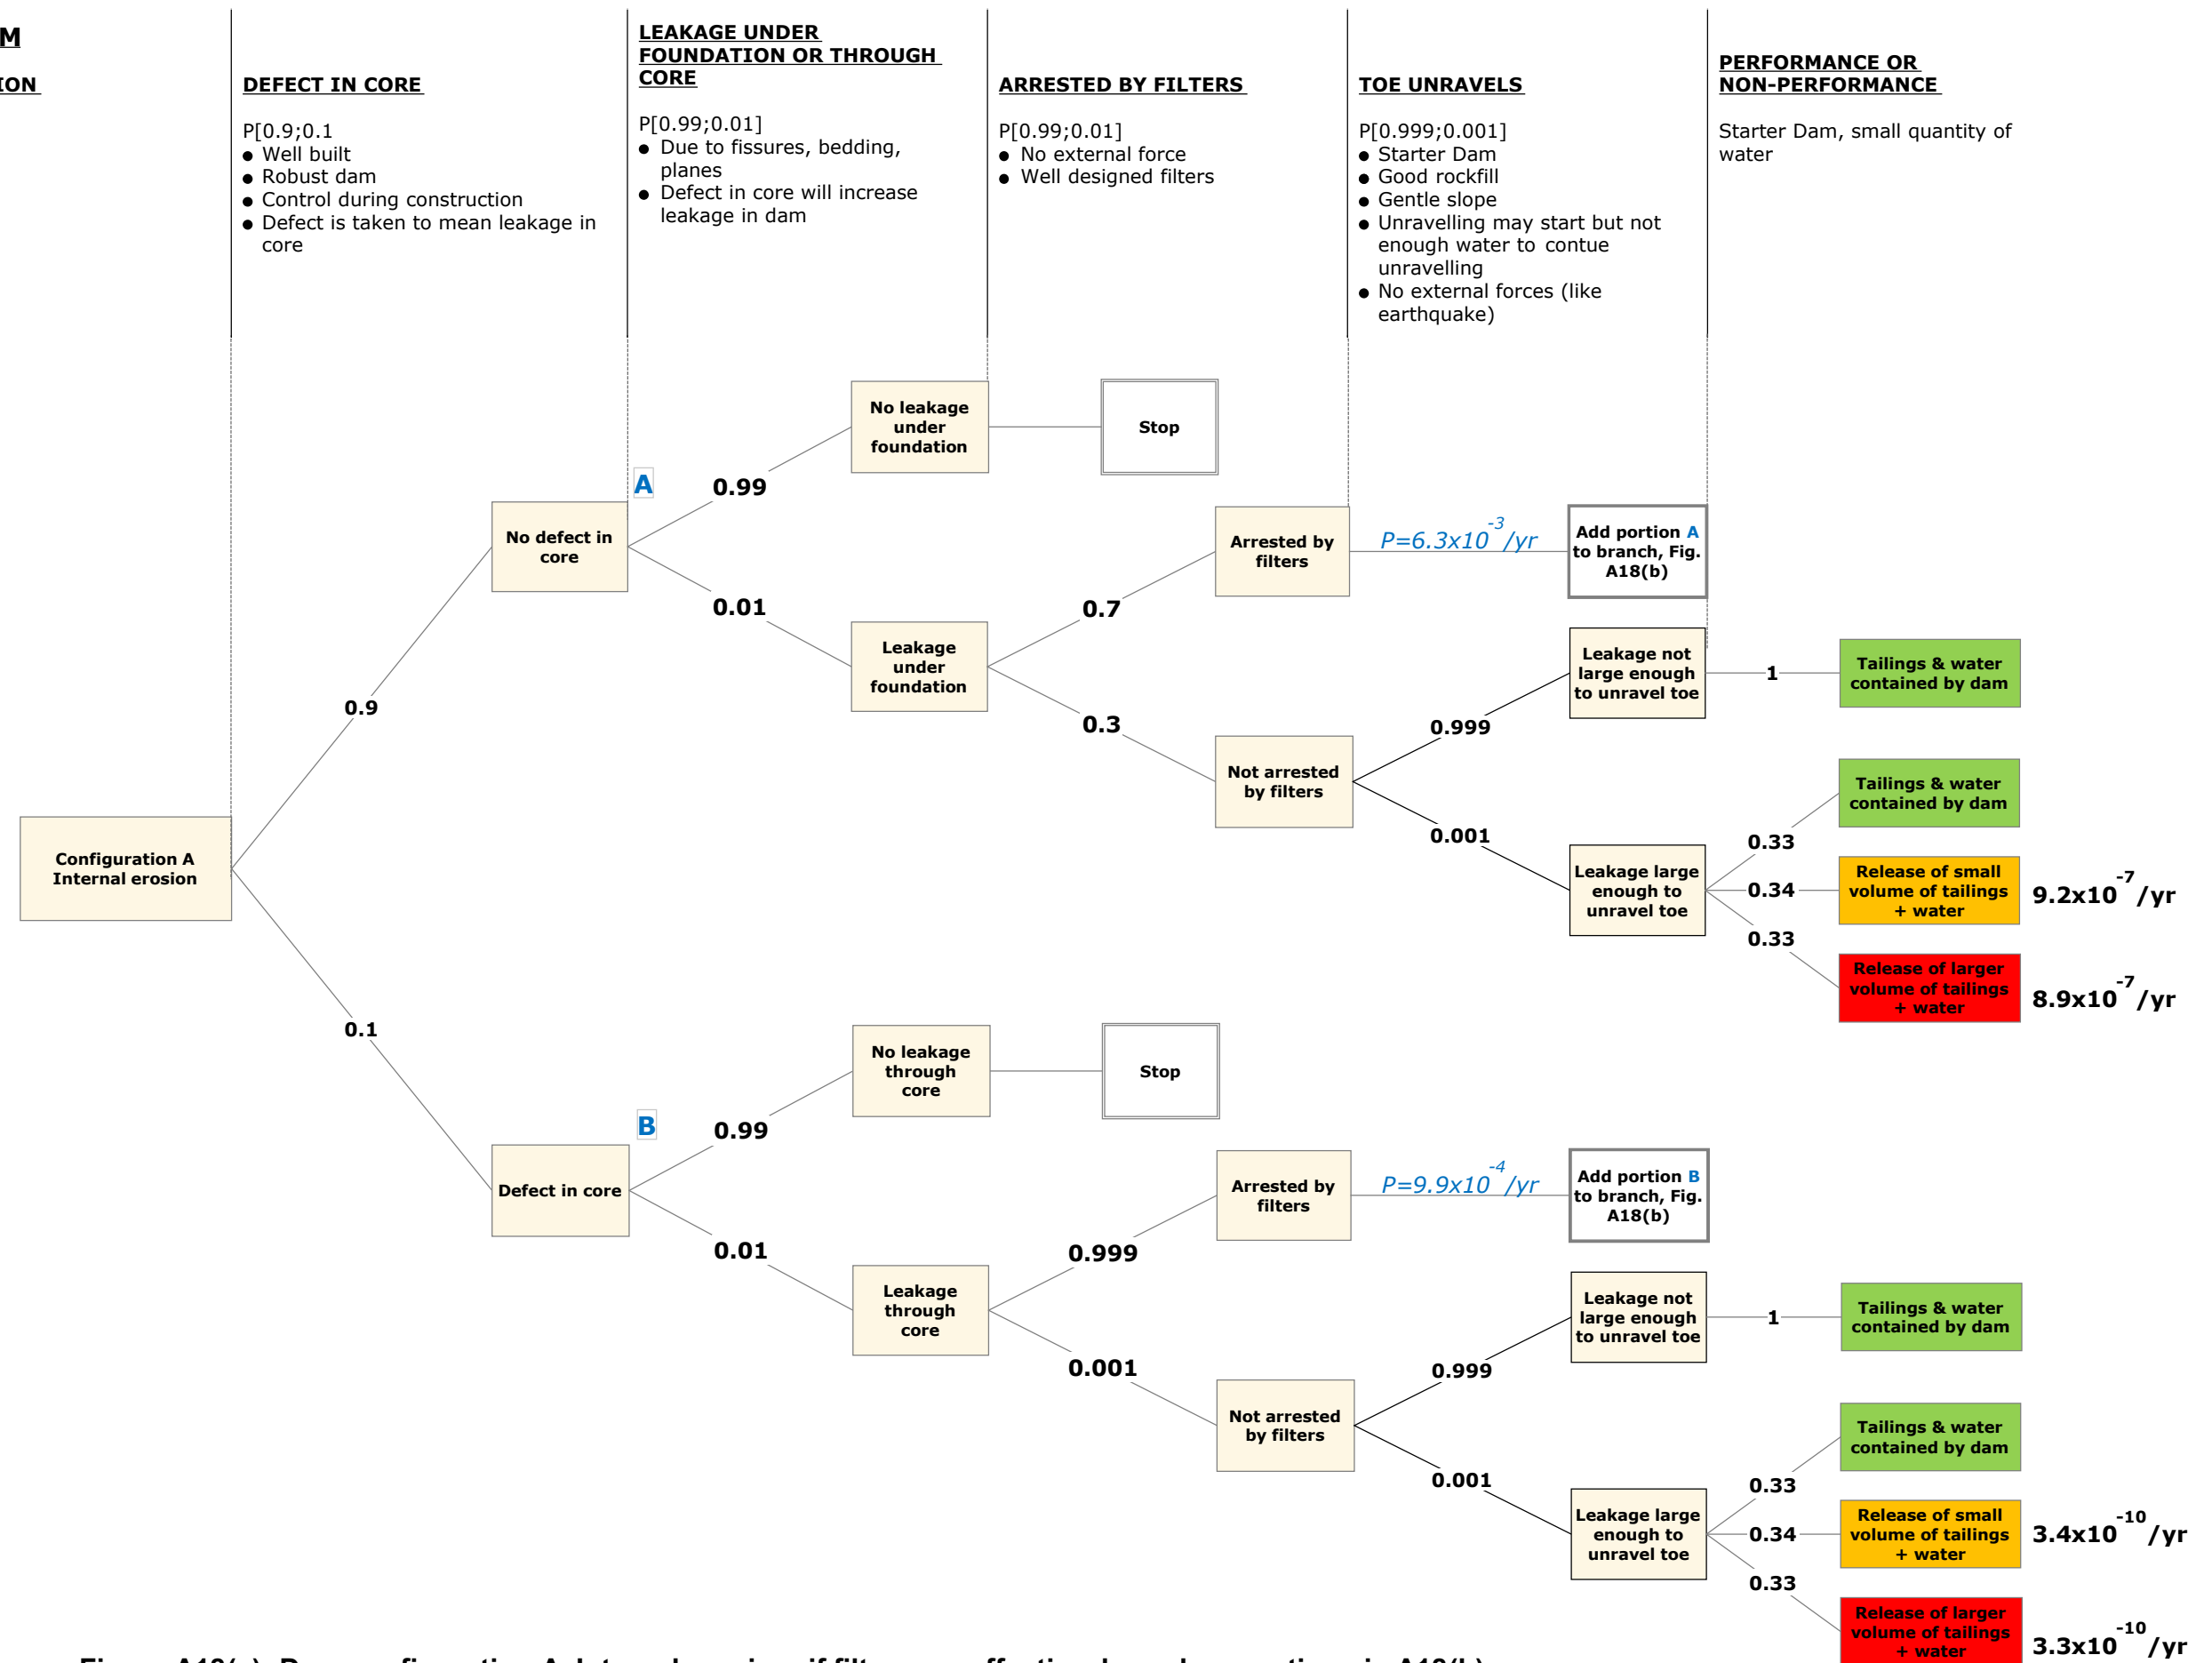 M
ION
DEFECT IN CORE
P[0.9;0.1
● Well built
● Robust dam
● Control during construction
● Defect is taken to mean leakage in
core
LEAKAGE UNDER
FOUNDATION OR THROUGH
CORE
P[0.99;0.01]
● Due to fissures, bedding,
planes
● Defect in core will increase
leakage in dam
ARRESTED BY FILTERS
P[0.99;0.01]
● No external force
● Well designed filters
TOE UNRAVELS
P[0.999;0.001]
● Starter Dam
● Good rockfill
● Gentle slope
● Unravelling may start but not
enough water to contue
unravelling
● No external forces (like
earthquake)
PERFORMANCE OR
NON-PERFORMANCE
Starter Dam, small quantity of
water
Configuration A
Internal erosion
0.9
0.1
No defect in
core
A
0.99
0.01
No leakage
under
foundation
Stop
Leakage
under
foundation
0.7
0.3
Arrested by
filters
P=6.3x10-3/yr
Add portion A
to branch, Fig.
A18(b)
Not arrested
by filters
0.999
0.001
Leakage not
large enough
to unravel toe
1
Tailings & water
contained by dam
Leakage large
enough to
unravel toe
0.33
0.34
0.33
Tailings & water
contained by dam
Release of small
volume of tailings
+ water
9.2x10-7/yr
Release of larger
volume of tailings
+ water
8.9x10-7/yr
Defect in core
B
0.99
0.01
No leakage
through
core
Stop
Leakage
through
core
0.999
0.001
Arrested by
filters
P=9.9x10-4/yr
Add portion B
to branch, Fig.
A18(b)
Not arrested
by filters
0.999
0.001
Leakage not
large enough
to unravel toe
1
Tailings & water
contained by dam
Leakage large
enough to
unravel toe
0.33
0.34
0.33
Tailings & water
contained by dam
Release of small
volume of tailings
+ water
3.4x10-10/yr
Release of larger
volume of tailings
+ water
3.3x10-10/yr